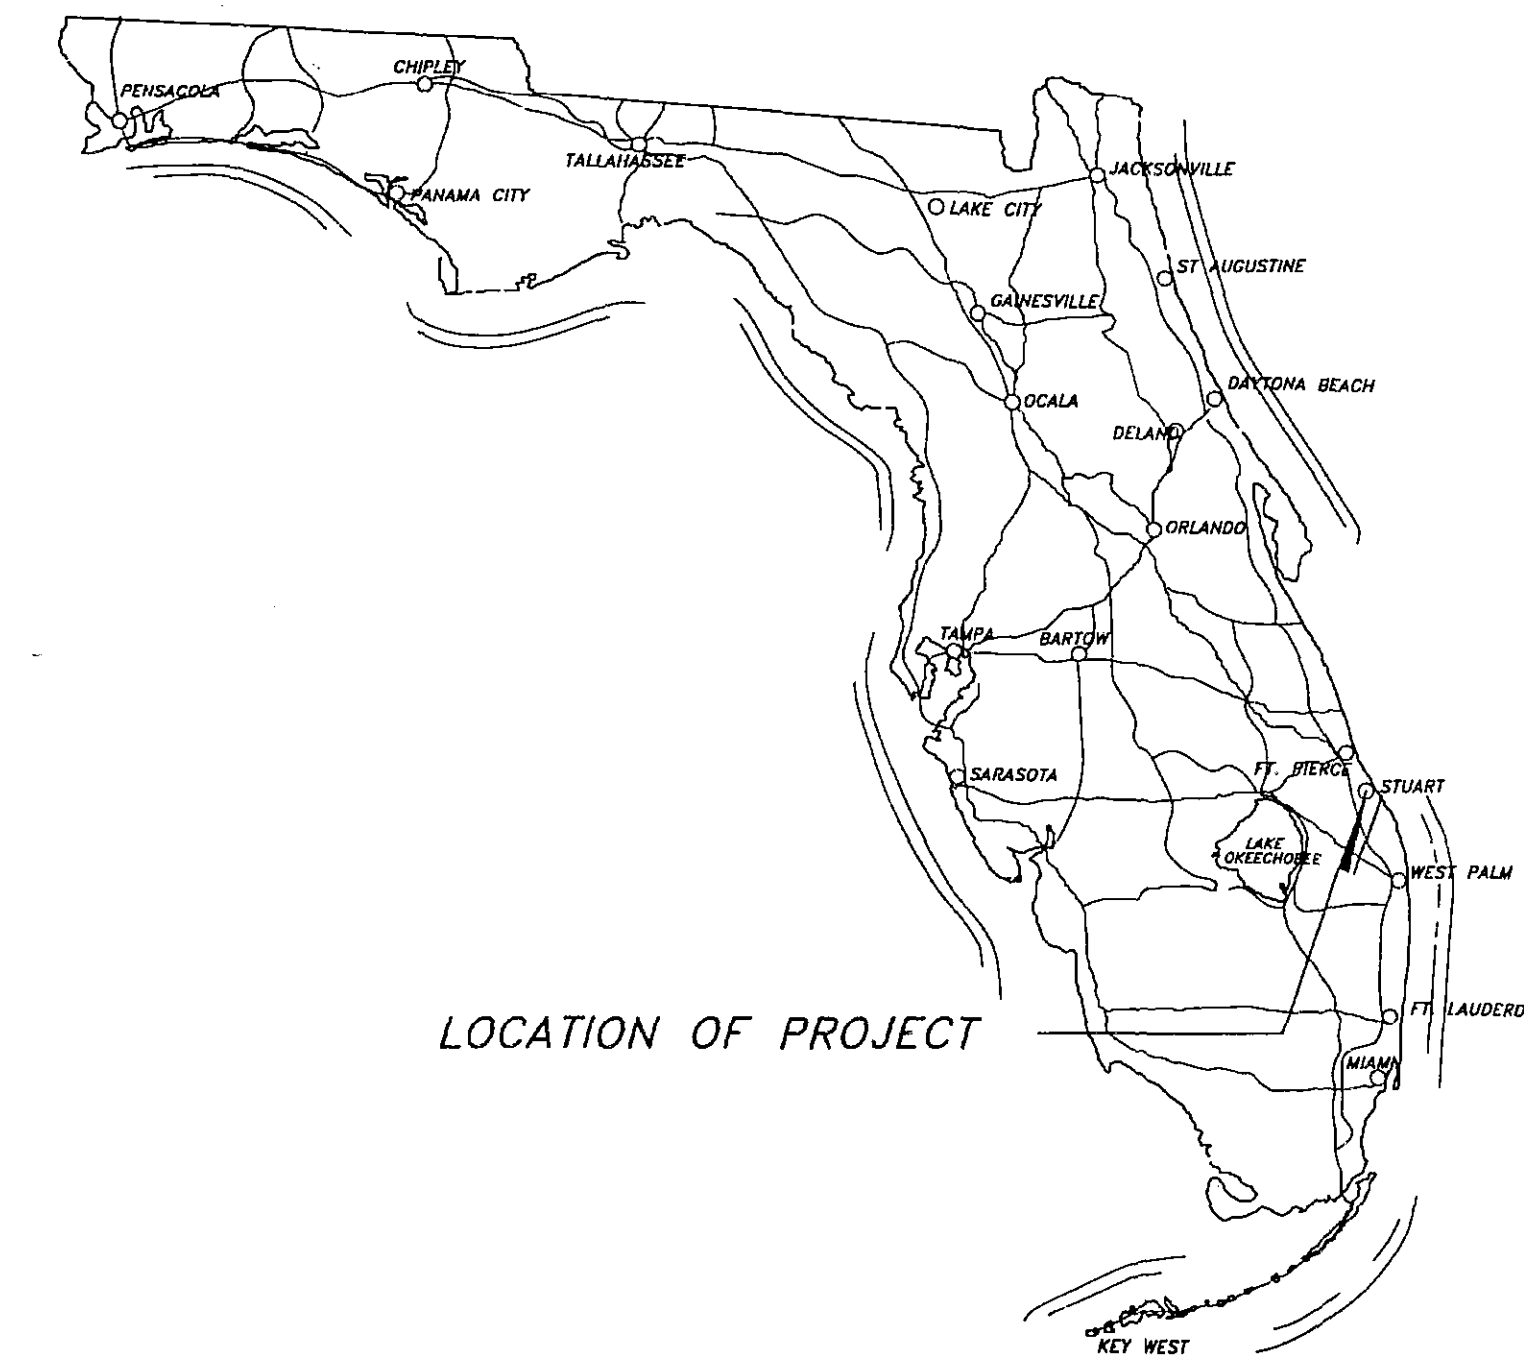 CHIPLEY
PENSACOLA
TALLAHASSEE
JACKSONVILLE
PANAMA CITY
LAKE CITY
ST AUGUSTINE
GAINESVILLE
DAYTONA BEACH
OCALA
DELAND
ORLANDO
TAMPA
BARTOW
FT. PIERCE
SARASOTA
STUART
LAKE
OKEECHOBEE
WEST PALM
FT. LAUDERD
LOCATION OF PROJECT
MIAMI
KEY WEST